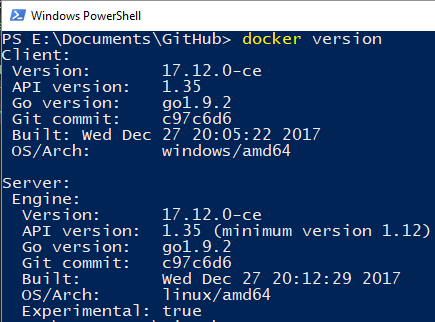 Windows PowerShell
PS E:\Documents\GitHub> docker version
Client:
Version: 17.12.0-ce
API version: 1.35
Go version: go1.9.2
Git commit: c97c6d6
Built: Wed Dec 27 20:05:22 2017
OS/Arch: windows/amd64
Server:
Engine:
Version: 17.12.0-ce
API version: 1.35 (minimum version 1.12)
Go version: go1.9.2
Git commit: c97c6d6
Built: Wed Dec 27 20:12:29 2017
OS/Arch: linux/amd64
Experimental: true